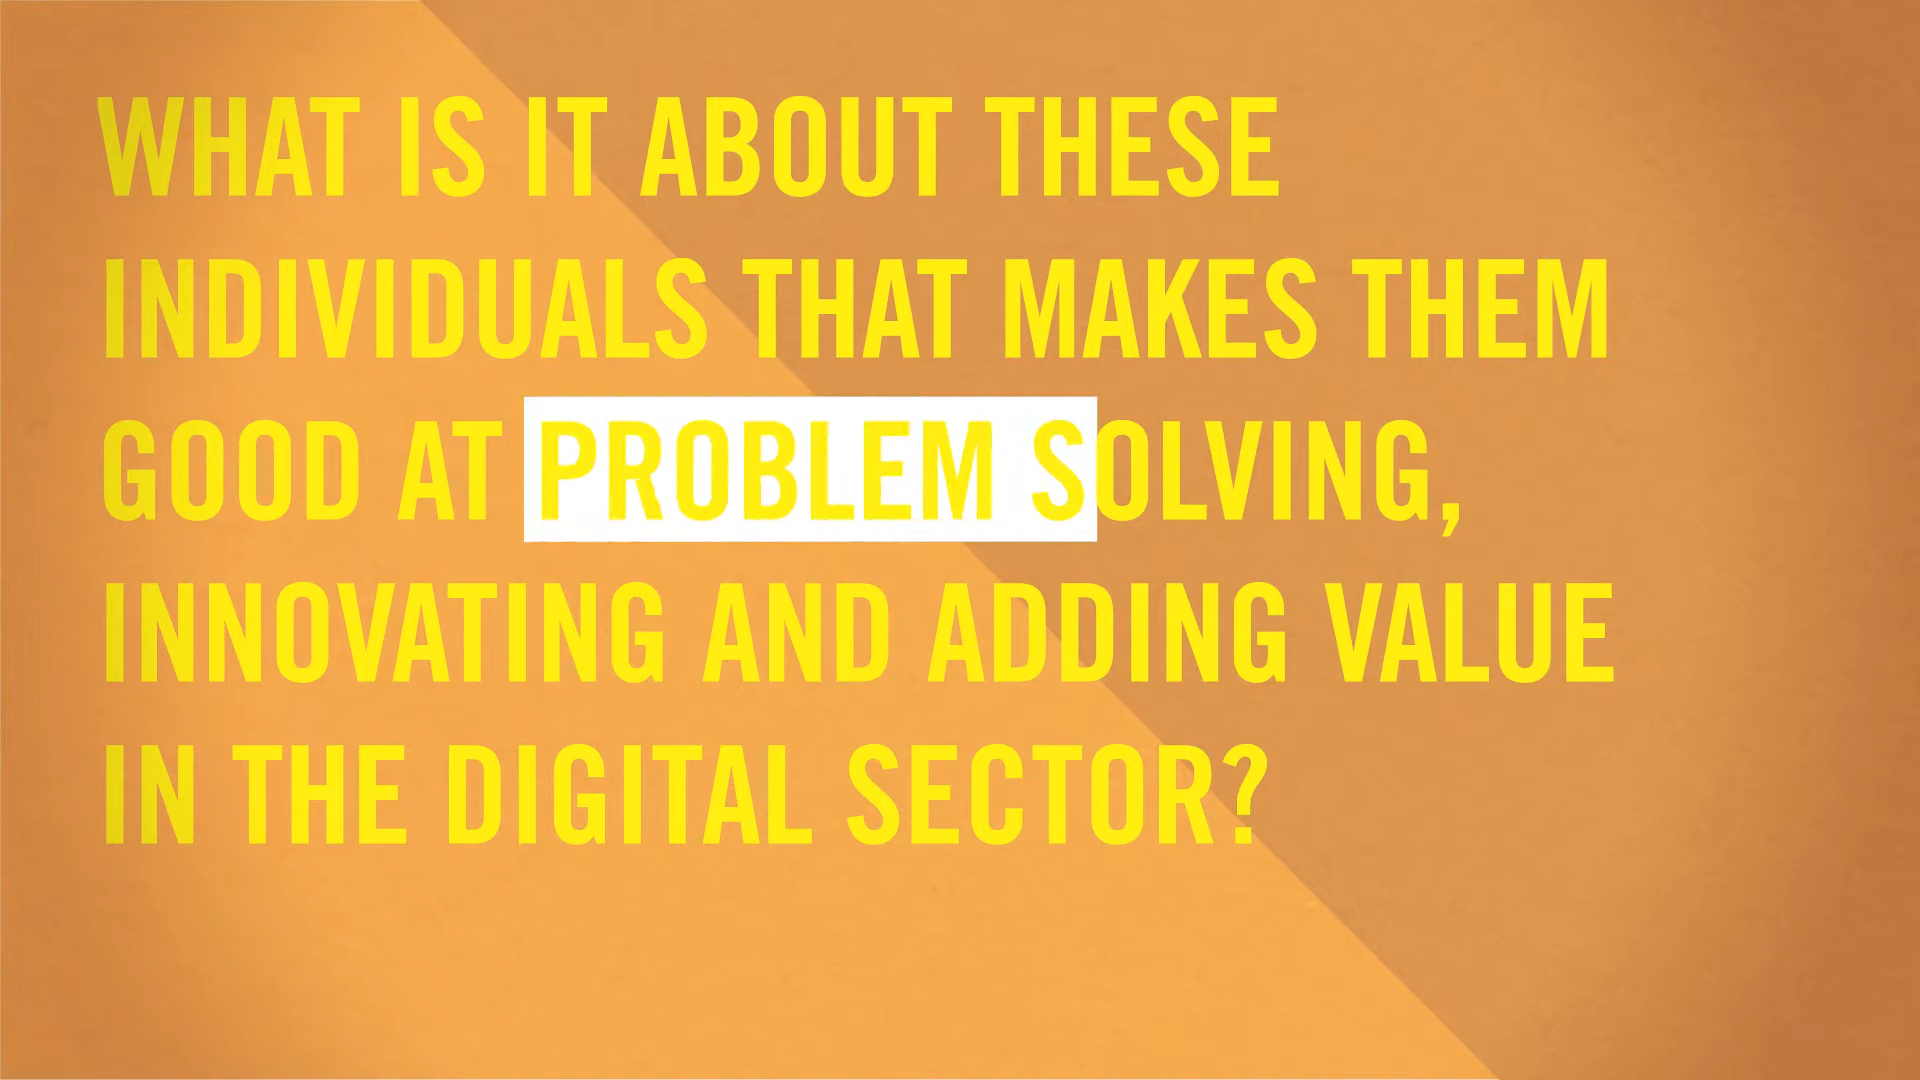 WHAT IS IT ABOUT THESE
INDIVIDUALS THAT MAKES THEM
GOOD AT PROBLEM SOLVING,
INNOVATING AND ADDING VALUE
IN THE DIGITAL SECTOR?